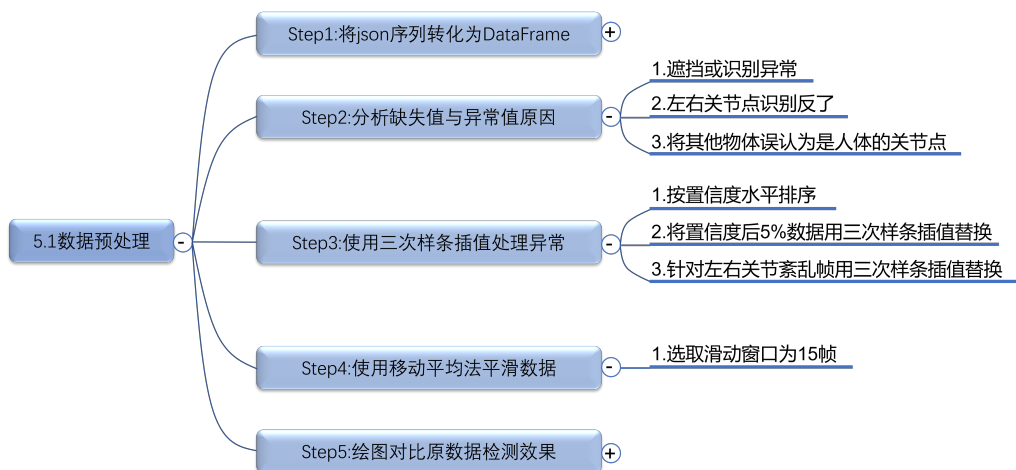 Step1:将json序列转化为DataFrame
Step2:分析缺失值与异常值原因
1.遮挡或识别异常
2.左右关节点识别反了
3.将其他物体误认为是人体的关节点
5.1数据预处理
Step3:使用三次样条插值处理异常
1.按置信度水平排序
2.将置信度后5%数据用三次样条插值替换
3.针对左右关节紊乱帧用三次样条插值替换
Step4:使用移动平均法平滑数据
1.选取滑动窗口为15帧
Step5:绘图对比原数据检测效果